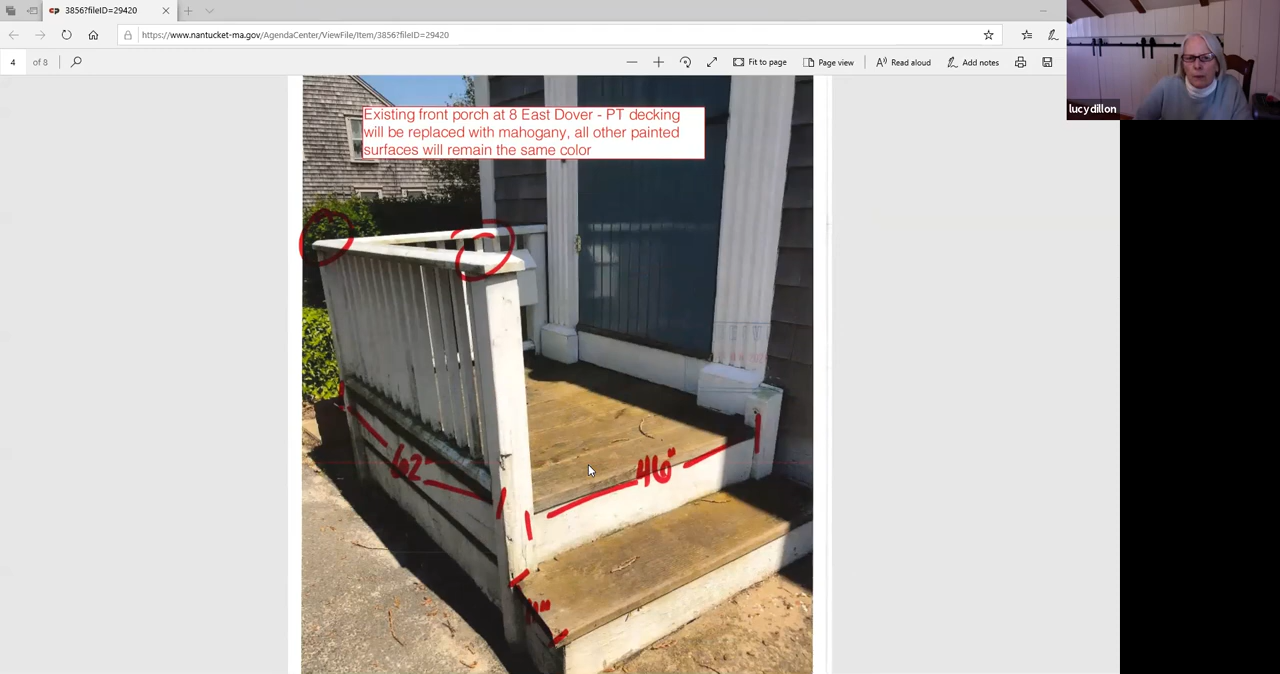 3856?fileID=29420
https://www.nantucket-ma.gov/AgendaCenter/ViewFile/Item/3856?fileID=29420
4 of 8
Fit to page
Page view
Read aloud
Add notes
lucy dillon
Existing front porch at 8 East Dover - PT decking
will be replaced with mahogany, all other painted
surfaces will remain the same color
62"
46"